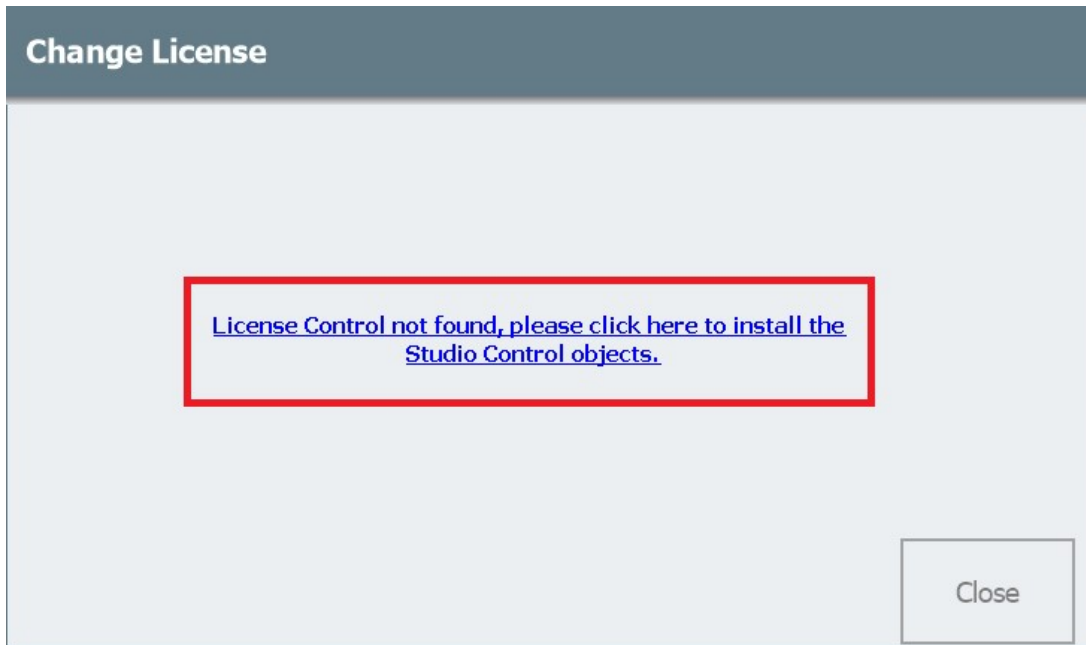 Change License
License Control not found, please click here to install the
Studio Control objects.
Close